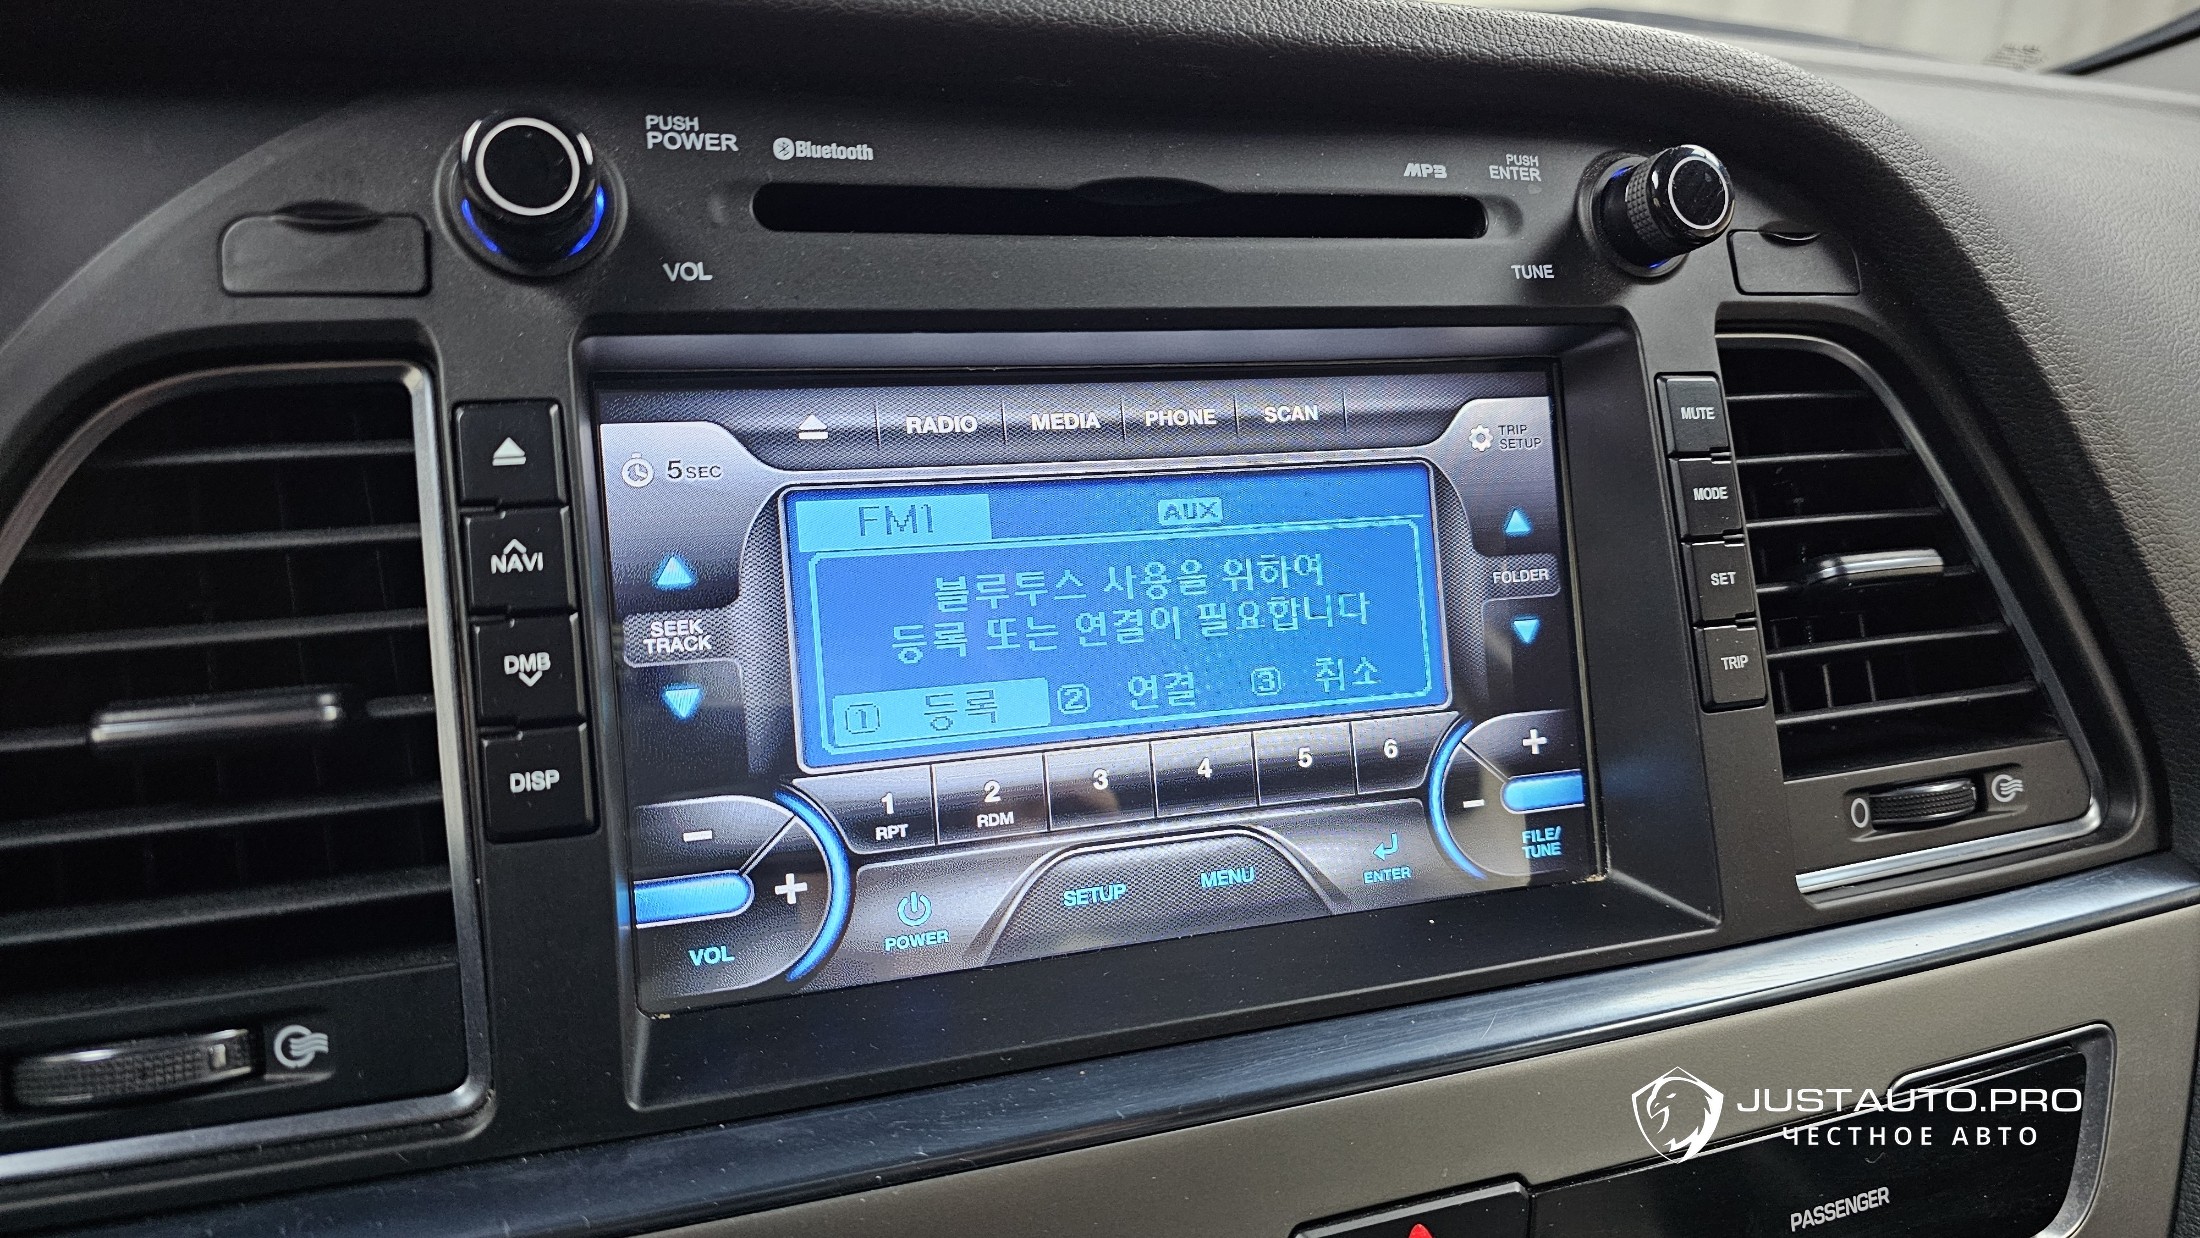 PUSH
POWER
Bluetooth
MP3
PUSH
ENTER
VOL
TUNE
RADIO
MEDIA
PHONE
SCAN
5 SEC
TRIP
SETUP
FM1
AUX
블루투스 사용을 위하여
등록 또는 연결이 필요합니다
1 등록 2 연결 3 취소
SEEK
TRACK
FOLDER
NAVI
DMB
DISP
MUTE
MODE
SET
TRIP
1 2 3 4 5 6
RPT RDM
- +
VOL
+ -
FILE/
TUNE
POWER
SETUP
MENU
ENTER
JUSTAUTO.PRO
ЧЕСТНОЕ АВТО
PASSENGER